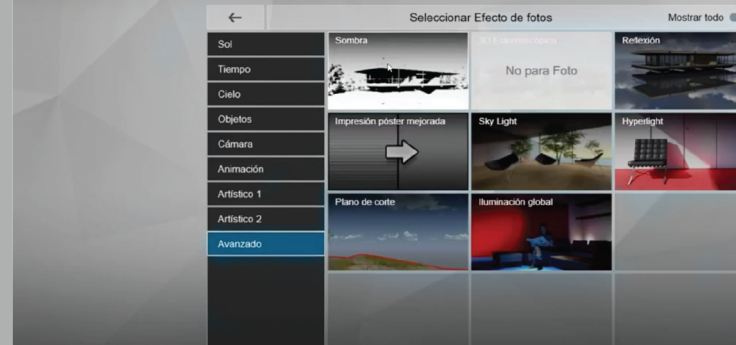 Seleccionar Efecto de fotos
Mostrar todo
Sol
Tiempo
Cielo
Objetos
Cámara
Animación
Artístico 1
Artístico 2
Avanzado
Sombra
No para Foto
Reflexión
Impresión póster mejorada
Sky Light
Hyperlight
Plano de corte
Iluminación global